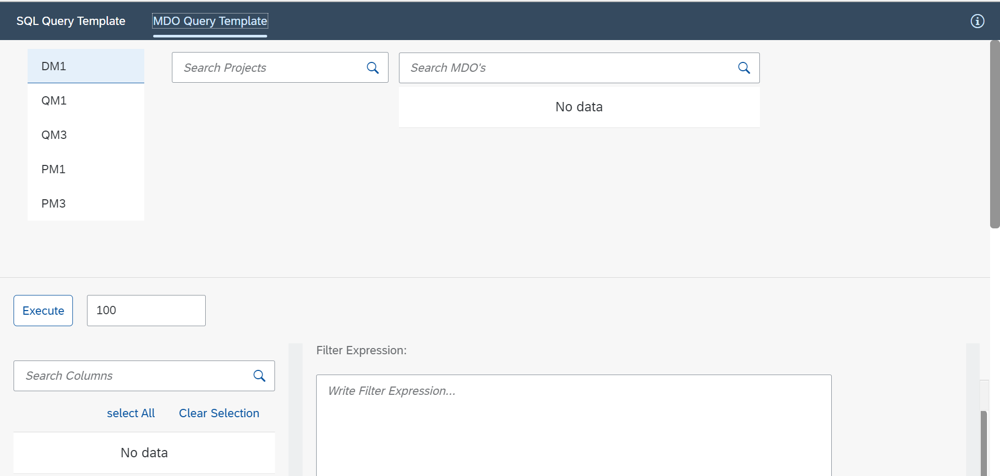 SQL Query Template
MDO Query Template
DM1
QM1
QM3
PM1
PM3
Search Projects
Search MDO's
No data
Execute
100
Search Columns
select All
Clear Selection
No data
Filter Expression:
Write Filter Expression...